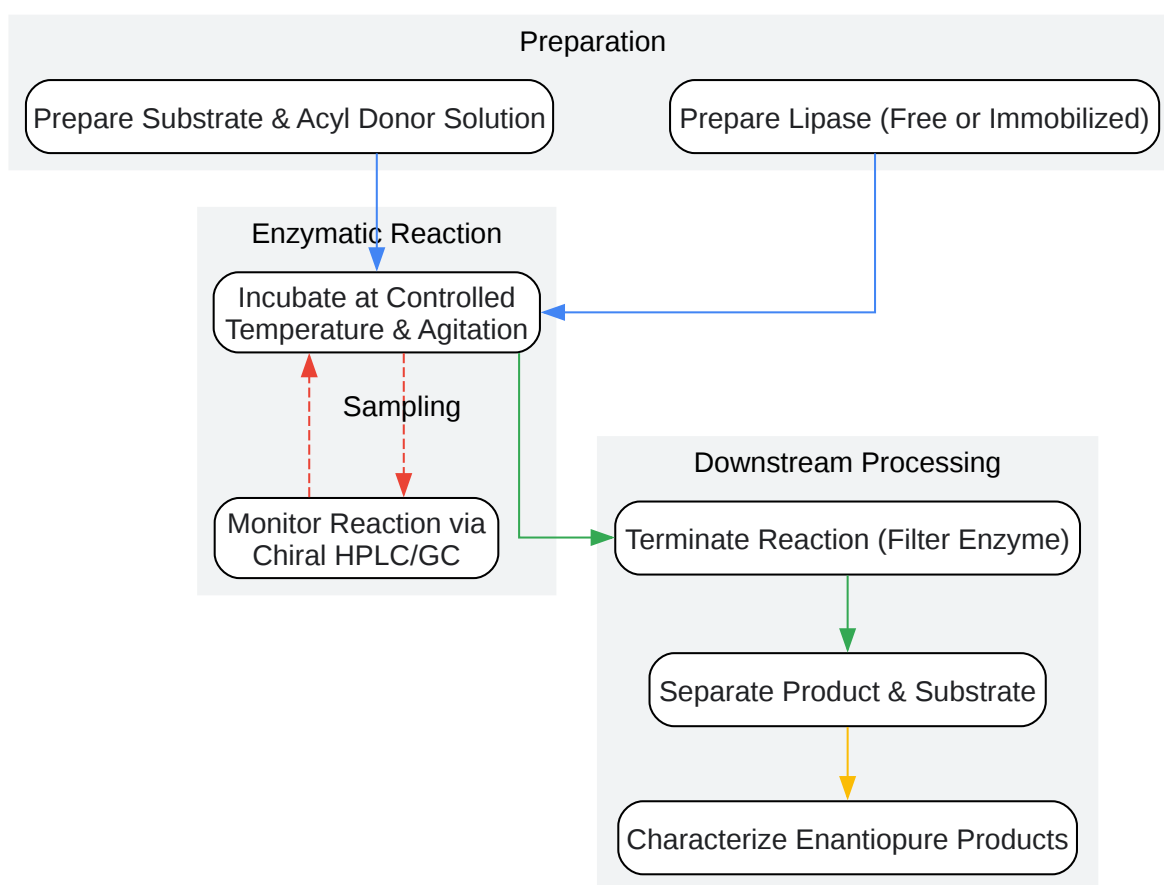 Preparation
Prepare Substrate & Acyl Donor Solution
Prepare Lipase (Free or Immobilized)
Enzymatic Reaction
Incubate at Controlled
Temperature & Agitation
Sampling
Monitor Reaction via
Chiral HPLC/GC
Downstream Processing
Terminate Reaction (Filter Enzyme)
Separate Product & Substrate
Characterize Enantiopure Products